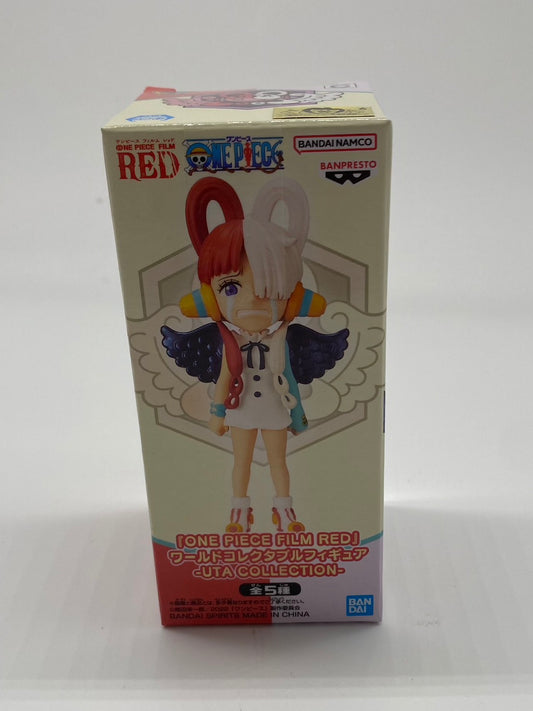 ワンピース フィルム レッド
ONE PIECE FILM
RED
ワンピース
ONE PIECE
BANDAI NAMCO
BANPRESTO
『ONE PIECE FILM RED』
ワールドコレクタブルフィギュア
-UTA COLLECTION-
全5種
BANDAI SPIRITS MADE IN CHINA
BAN
DAI